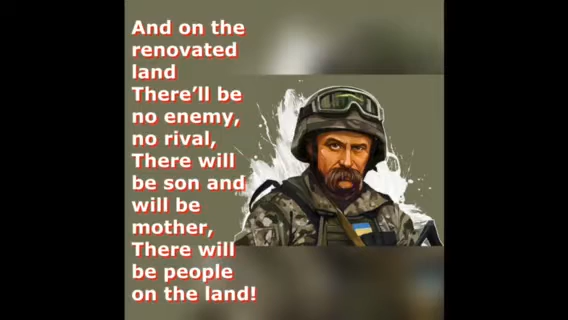 And on the
renovated
land
There’ll be
no enemy,
no rival,
There will
be son and
will be
mother,
There will
be people
on the land!